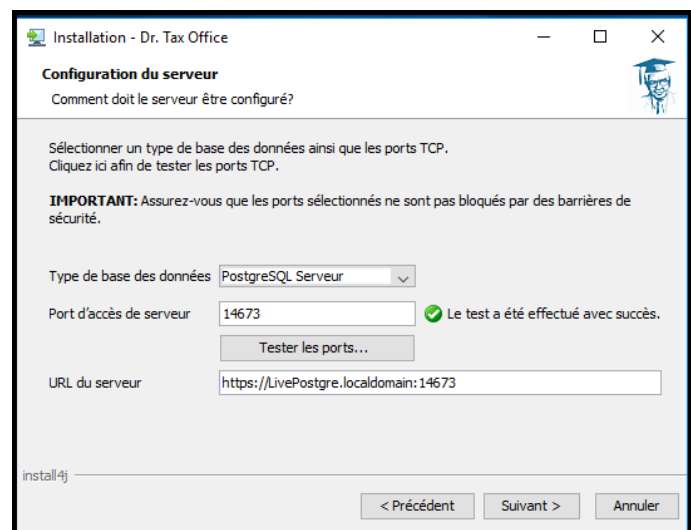 Installation - Dr. Tax Office
Configuration du serveur
Comment doit le serveur être configuré?
Sélectionner un type de base des données ainsi que les ports TCP.
Cliquez ici afin de tester les ports TCP.
IMPORTANT: Assurez-vous que les ports sélectionnés ne sont pas bloqués par des barrières de
sécurité.
Type de base des données PostgreSQL Serveur
Port d'accès de serveur 14673 Le test a été effectué avec succès.
Tester les ports...
URL du serveur https://LivePostgre.localdomain:14673
install4j
< Précédent Suivant > Annuler